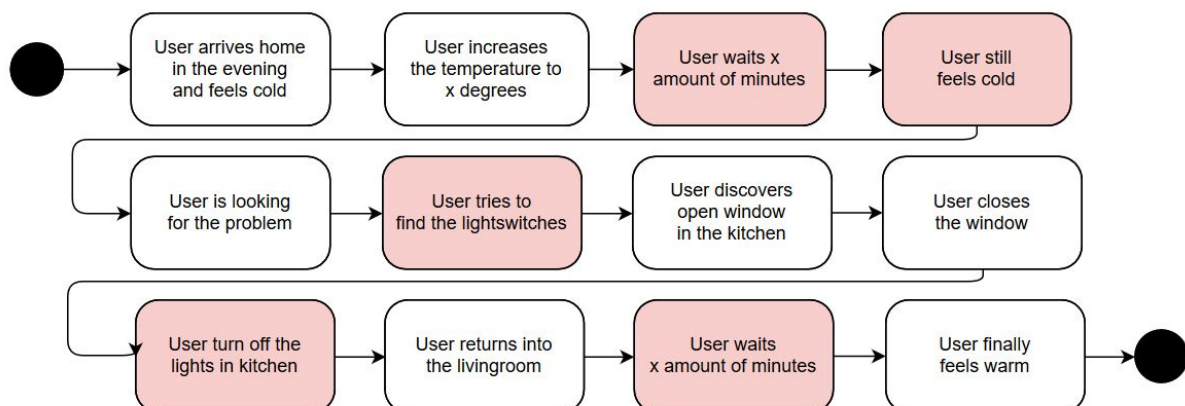 User arrives home
in the evening
and feels cold
User increases
the temperature to
x degrees
User waits x
amount of minutes
User still
feels cold
User is looking
for the problem
User tries to
find the lightswitches
User discovers
open window
in the kitchen
User closes
the window
User turn off the
lights in kitchen
User returns into
the livingroom
User waits
x amount of minutes
User finally
feels warm